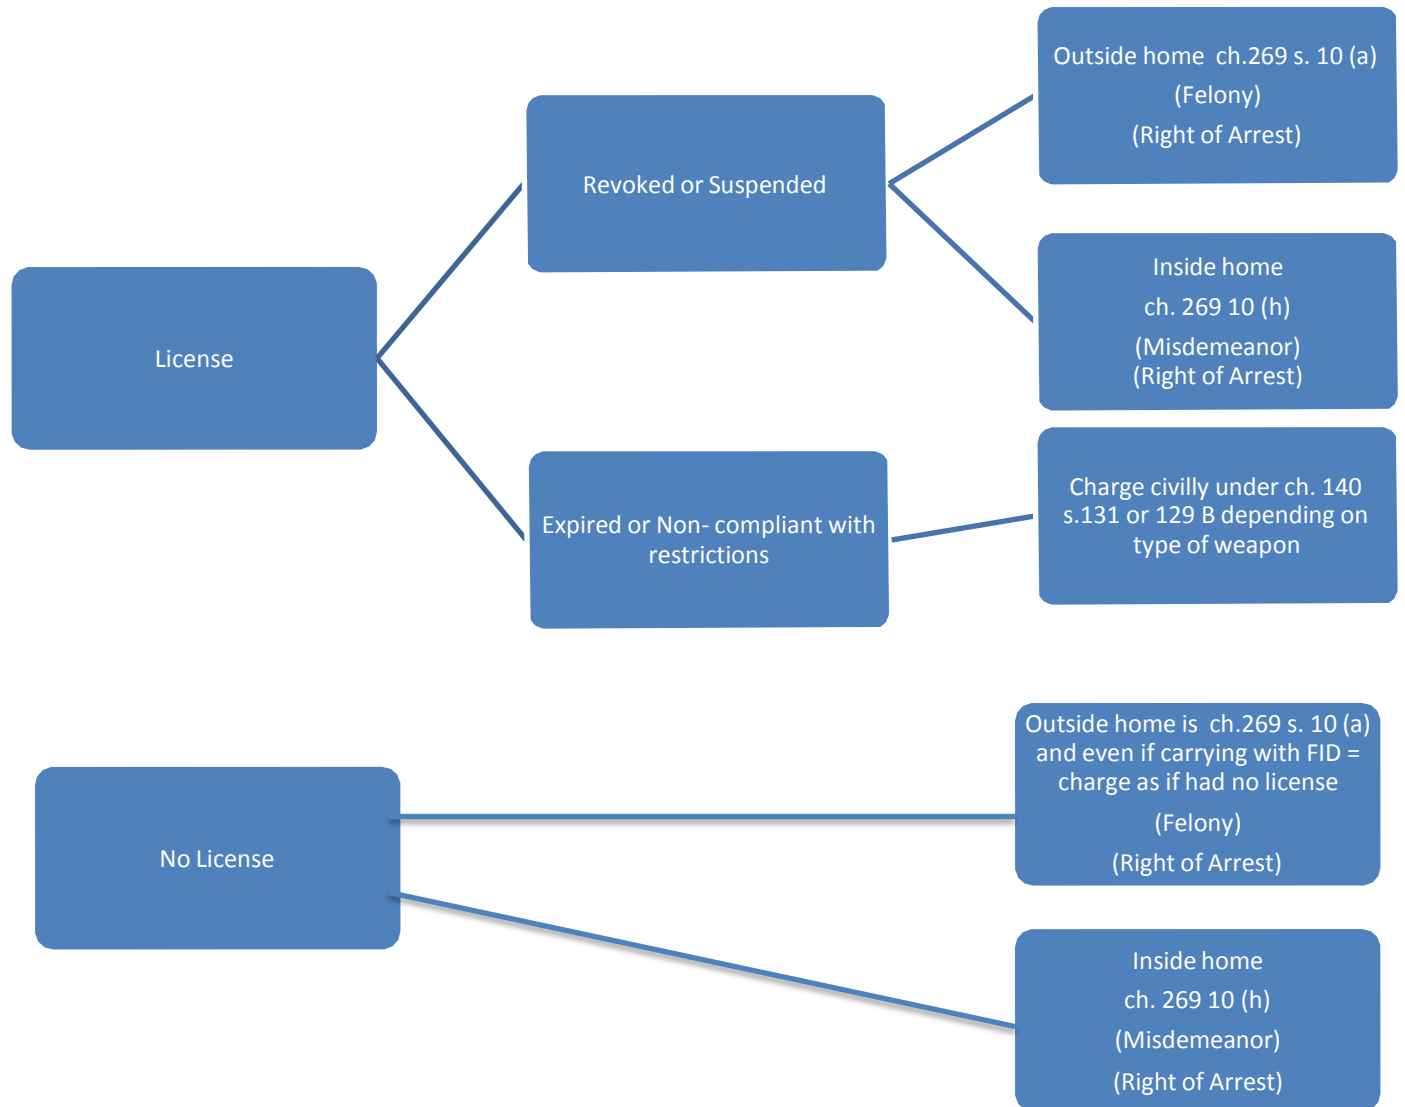 License
Revoked or Suspended
Outside home  ch.269 s. 10 (a)
(Felony)
(Right of Arrest)
Inside home
ch. 269 10 (h)
(Misdemeanor)
(Right of Arrest)
Expired or Non- compliant with
restrictions
Charge civilly under ch. 140
s.131 or 129 B depending on
type of weapon
No License
Outside home is  ch.269 s. 10 (a)
and even if carrying with FID =
charge as if had no license
(Felony)
(Right of Arrest)
Inside home
ch. 269 10 (h)
(Misdemeanor)
(Right of Arrest)